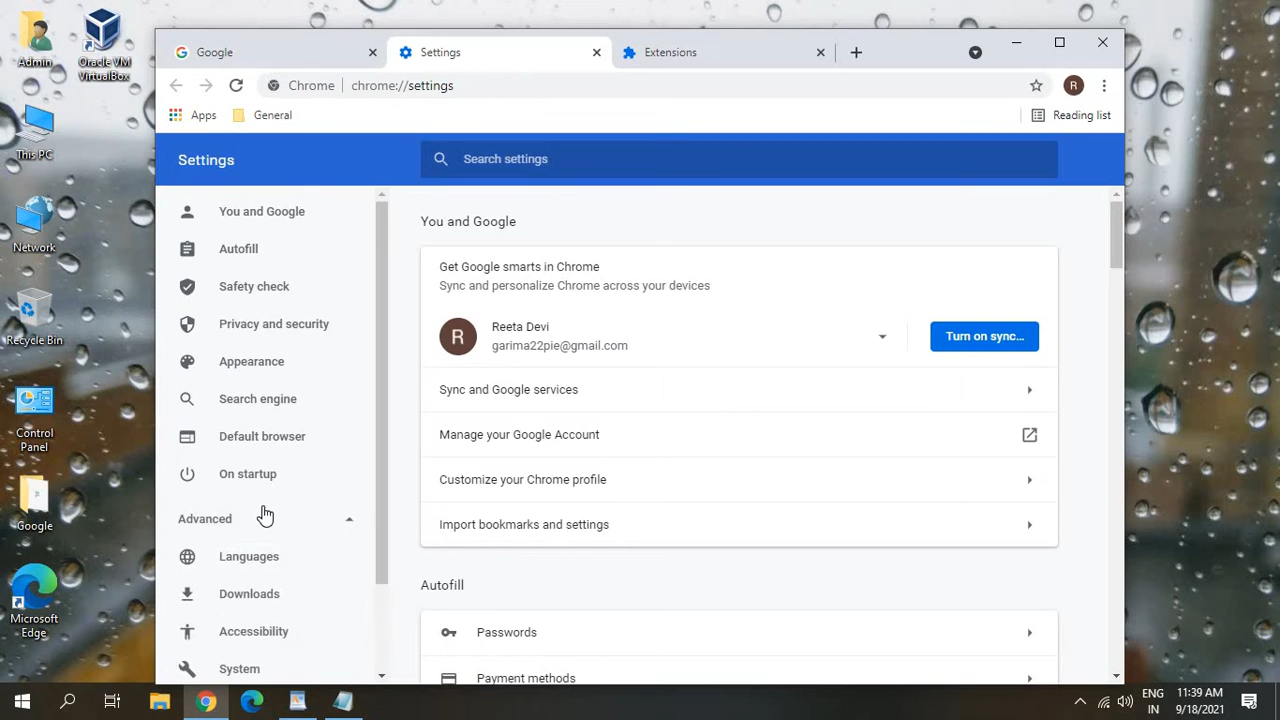 Admin
Oracle VM
VirtualBox
This PC
Network
Recycle Bin
Control
Panel
Google
Microsoft
Edge
Google
Settings
Extensions
Chrome
chrome://settings
R
Apps
General
Reading list
Settings
Search settings
You and Google
Autofill
Safety check
Privacy and security
Appearance
Search engine
Default browser
On startup
Advanced
Languages
Downloads
Accessibility
System
You and Google
Get Google smarts in Chrome
Sync and personalize Chrome across your devices
R
Reeta Devi
garima22pie@gmail.com
Turn on sync...
Sync and Google services
Manage your Google Account
Customize your Chrome profile
Import bookmarks and settings
Autofill
Passwords
Payment methods
ENG
IN
11:39 AM
9/18/2021